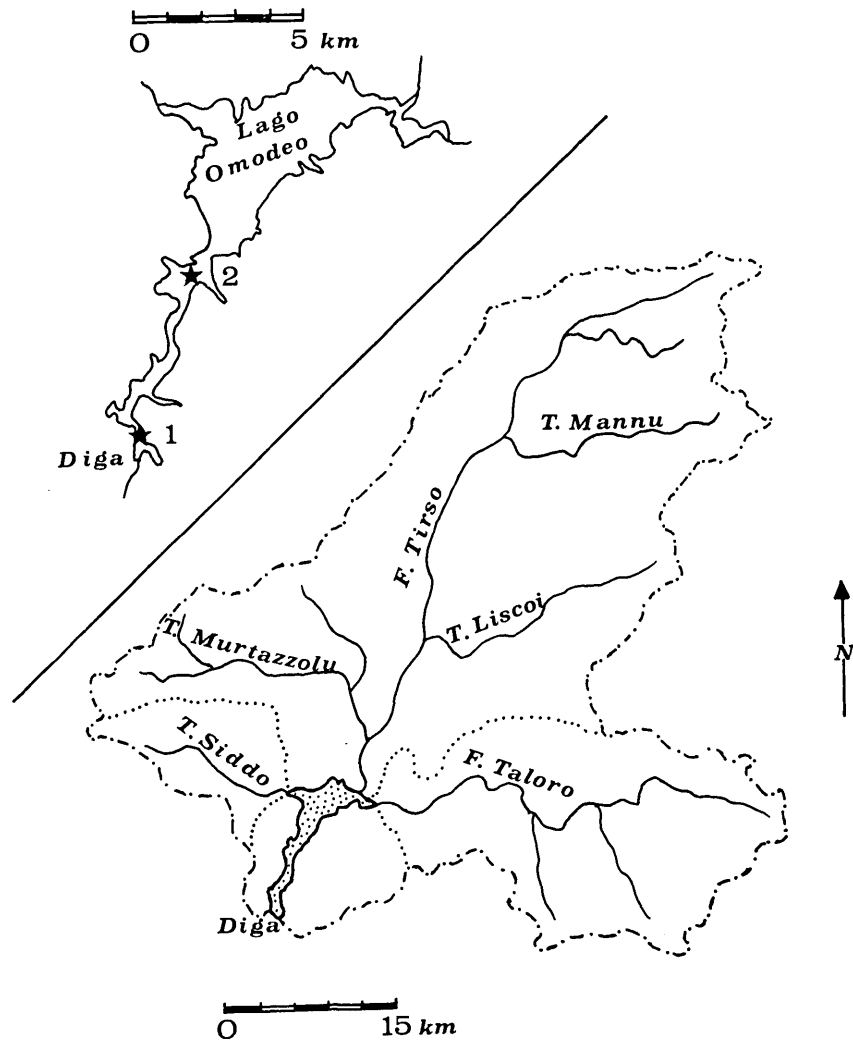 0 5 km
Lago
Omodeo
2
1
Diga
T. Mannu
F. Tirso
T. Liscoi
N
T. Murtazzolu
T. Siddo
F. Taloro
Diga
0 15 km